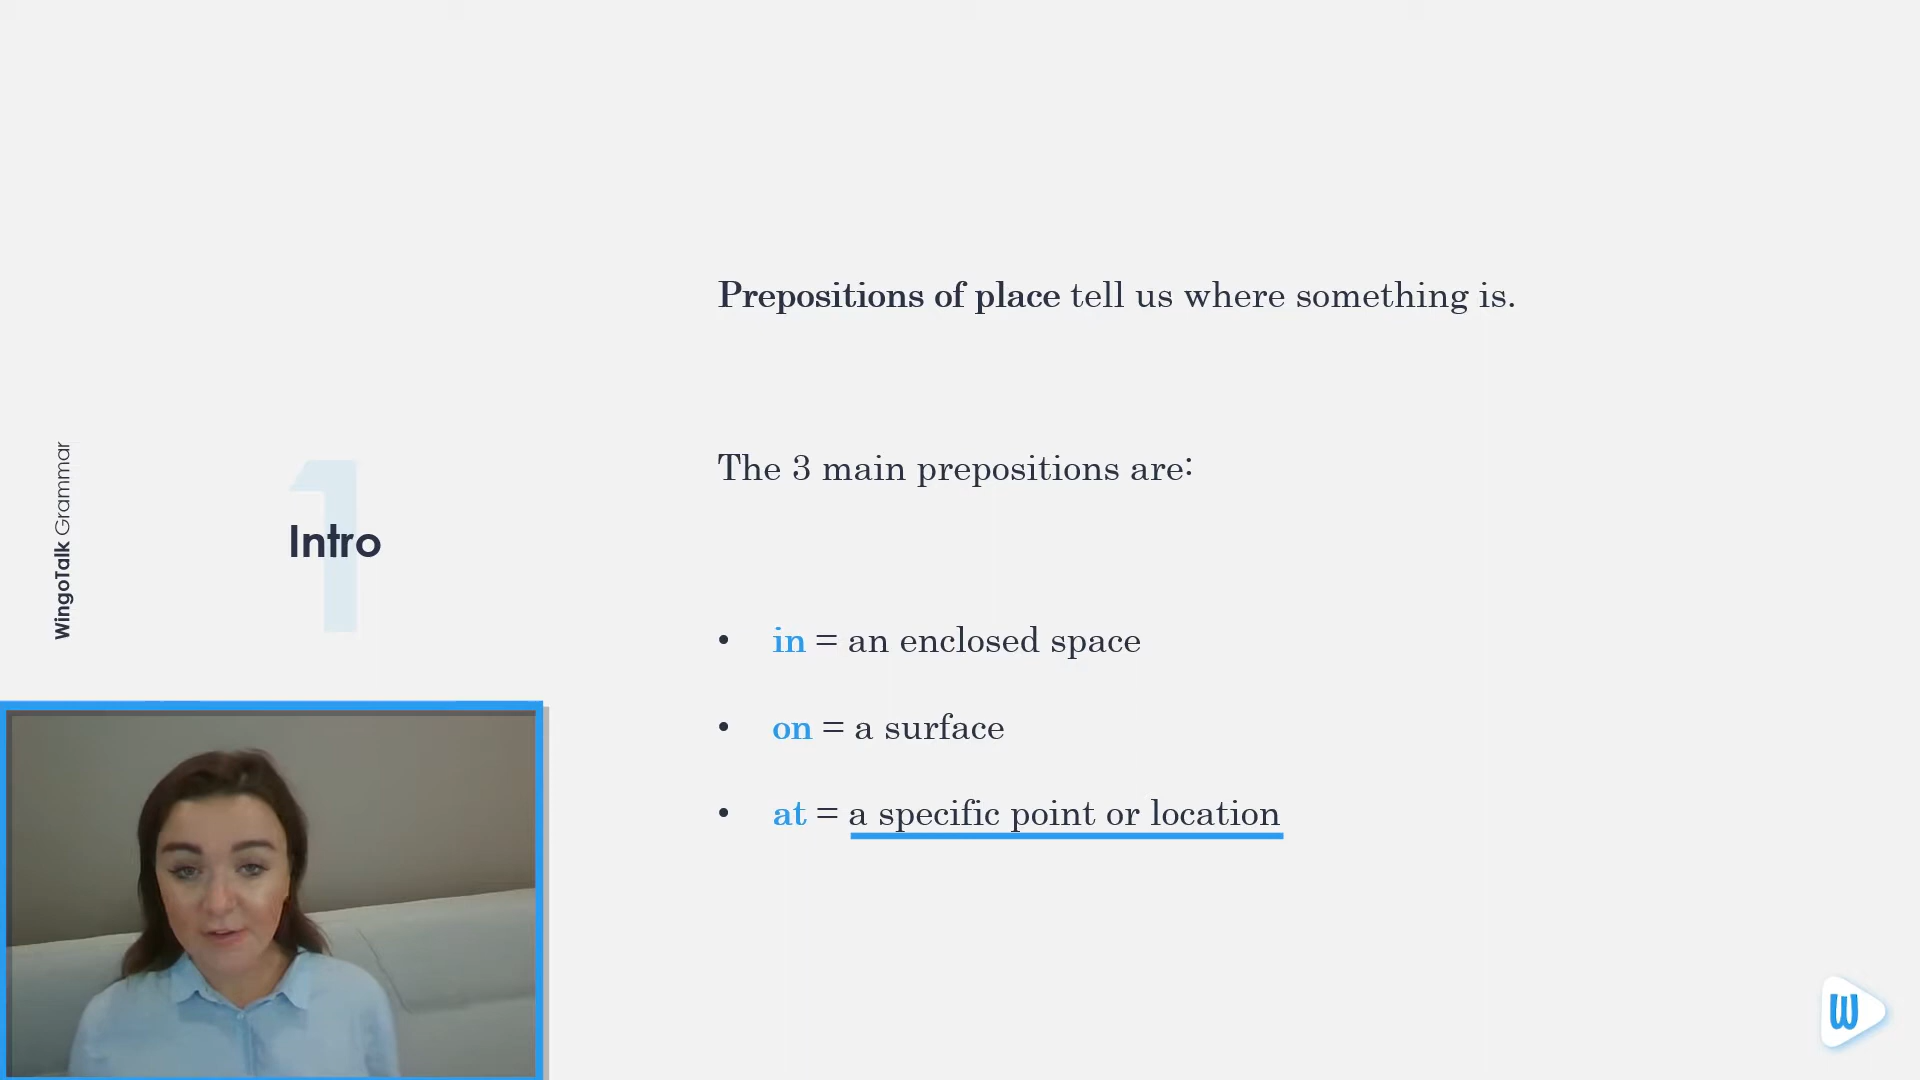 Prepositions of place tell us where something is.
The 3 main prepositions are:
WingoTalk Grammar
1
Intro
• in = an enclosed space
• on = a surface
• at = a specific point or location
W